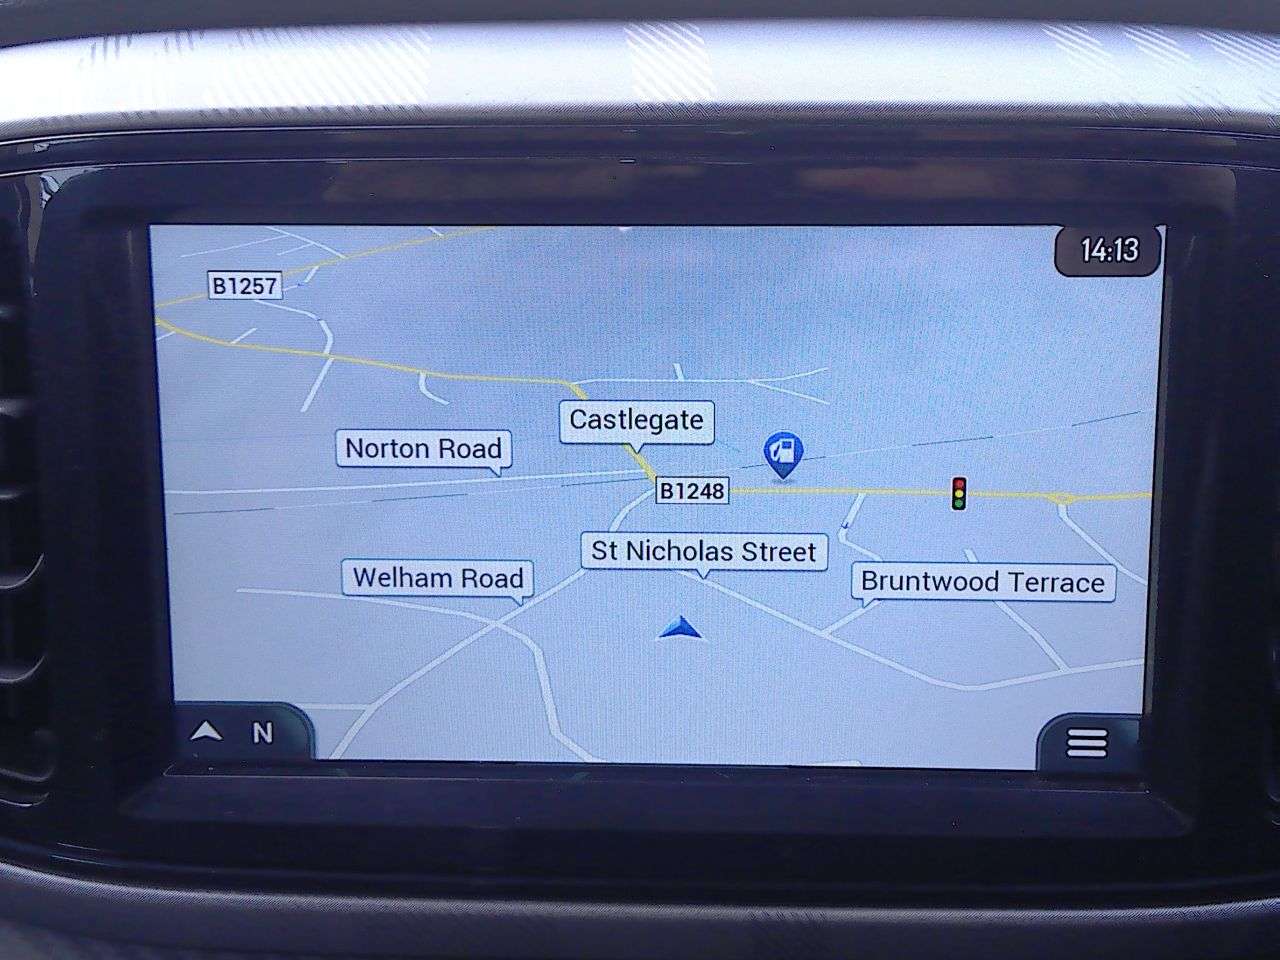 14:13
B1257
Castlegate
Norton Road
B1248
St Nicholas Street
Welham Road
Bruntwood Terrace
N